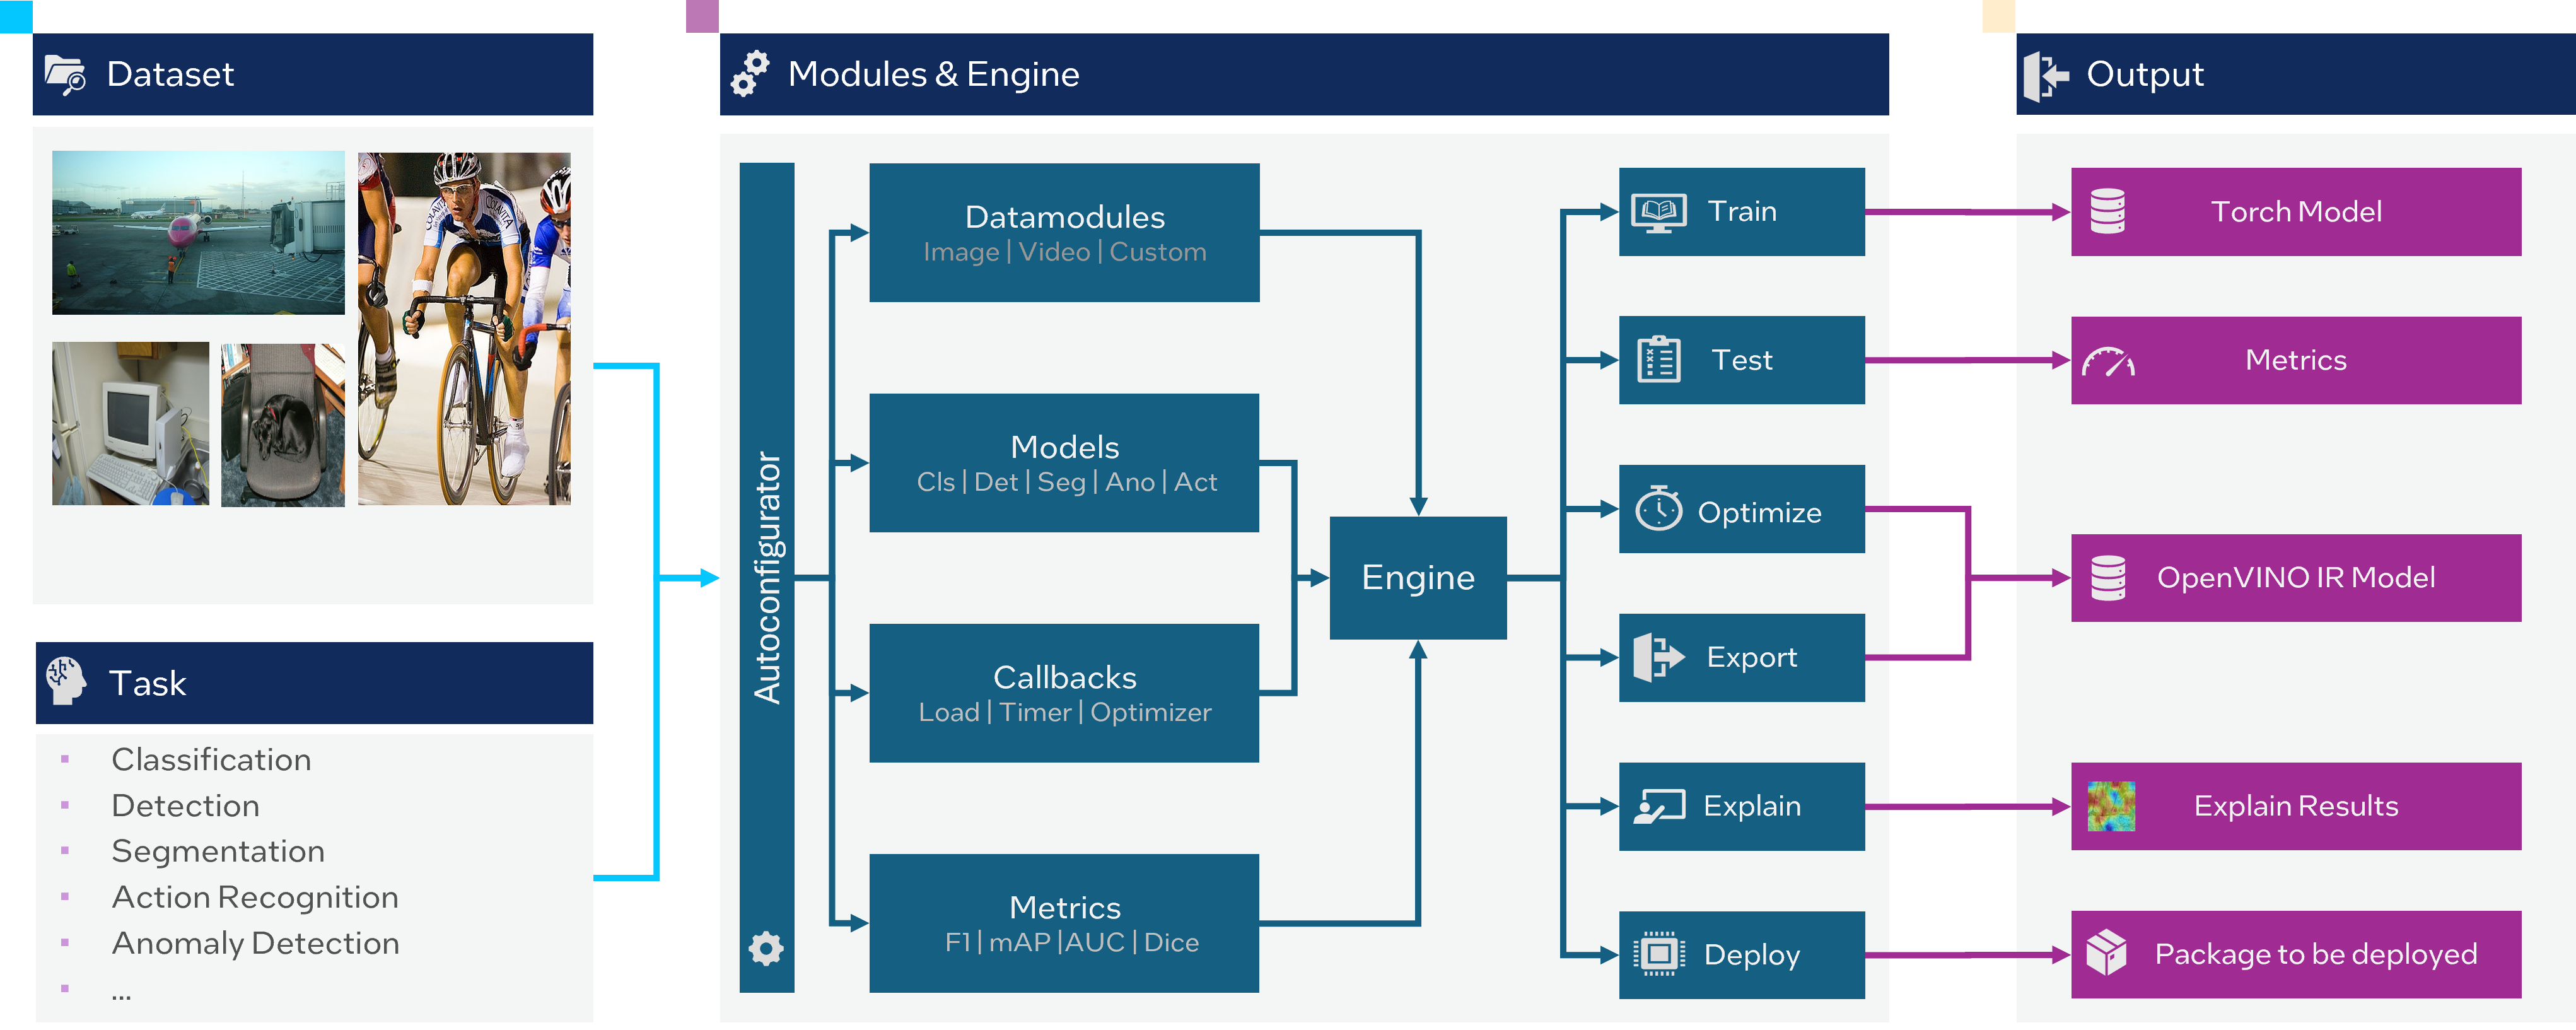 Dataset
COLAVITA
COLAVITA
Task
Classification
Detection
Segmentation
Action Recognition
Anomaly Detection
...
Modules & Engine
Autoconfigurator
Datamodules
Image | Video | Custom
Models
Cls | Det | Seg | Ano | Act
Callbacks
Load | Timer | Optimizer
Metrics
F1 | mAP |AUC | Dice
Engine
Train
Test
Optimize
Export
Explain
Deploy
Output
Torch Model
Metrics
OpenVINO IR Model
Explain Results
Package to be deployed